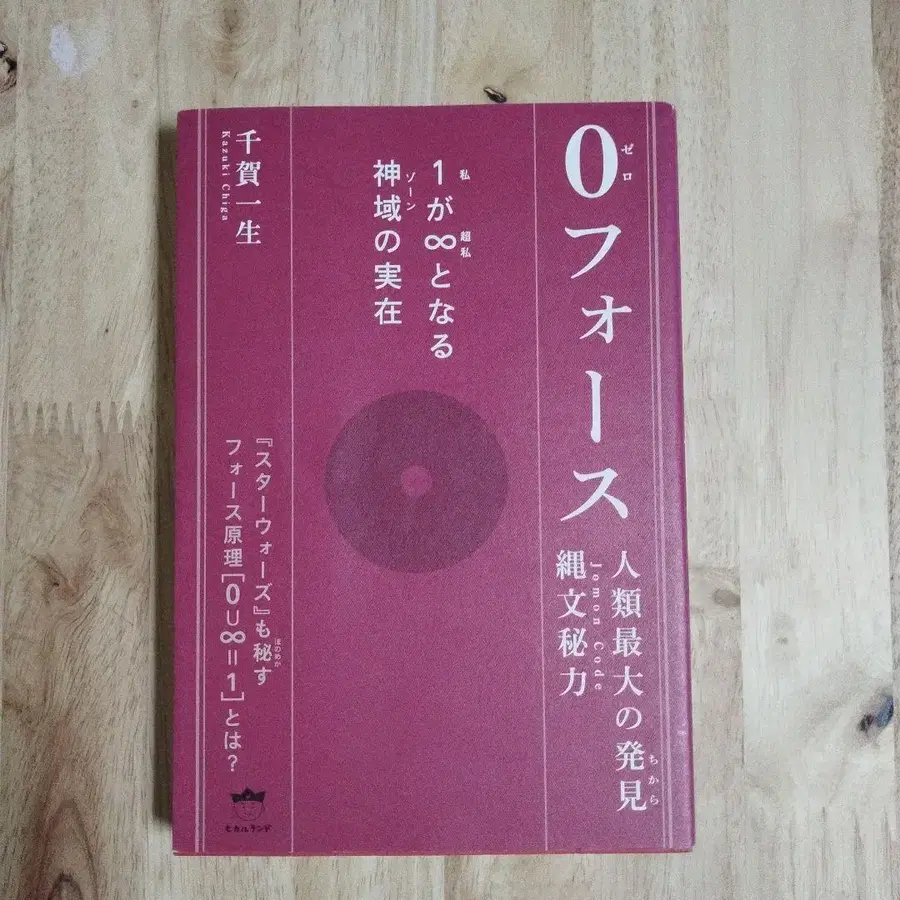 0フォース
ゼロ
人類最大の発見
ちから
Jomon Code
縄文秘力
1が∞となる
私
超私
神域の実在
ゾーン
千賀一生
Kazuki Chiga
『スターウォーズ』も秘す
ほのめか
フォース原理[0∪∞=1]とは?
ヒカルランド